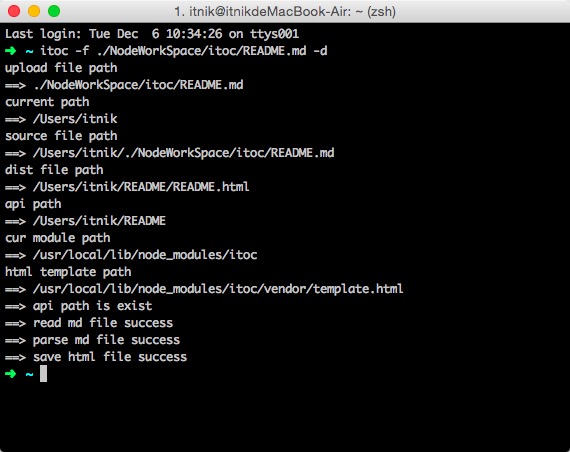 1. itnik@itnikdeMacBook-Air: ~ (zsh)
Last login: Tue Dec  6 10:34:26 on ttys001
➜  ~ itoc -f ./NodeWorkSpace/itoc/README.md -d
upload file path
==> ./NodeWorkSpace/itoc/README.md
current path
==> /Users/itnik
source file path
==> /Users/itnik/./NodeWorkSpace/itoc/README.md
dist file path
==> /Users/itnik/README/README.html
api path
==> /Users/itnik/README
cur module path
==> /usr/local/lib/node_modules/itoc
html template path
==> /usr/local/lib/node_modules/itoc/vendor/template.html
==> api path is exist
==> read md file success
==> parse md file success
==> save html file success
➜  ~